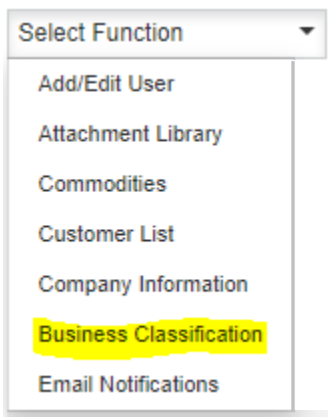 Select Function
Add/Edit User
Attachment Library
Commodities
Customer List
Company Information
Business Classification
Email Notifications